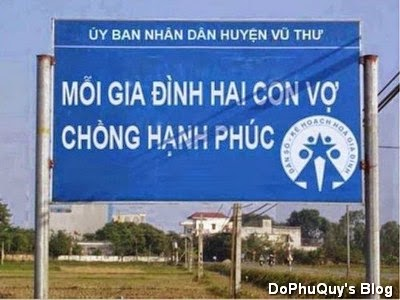 ỦY BAN NHÂN DÂN HUYỆN VŨ THƯ
MỖI GIA ĐÌNH HAI CON VỢ
CHỒNG HẠNH PHÚC
DÂN SỐ - KẾ HOẠCH HOÁ GIA ĐÌNH
DoPhuQuy's Blog